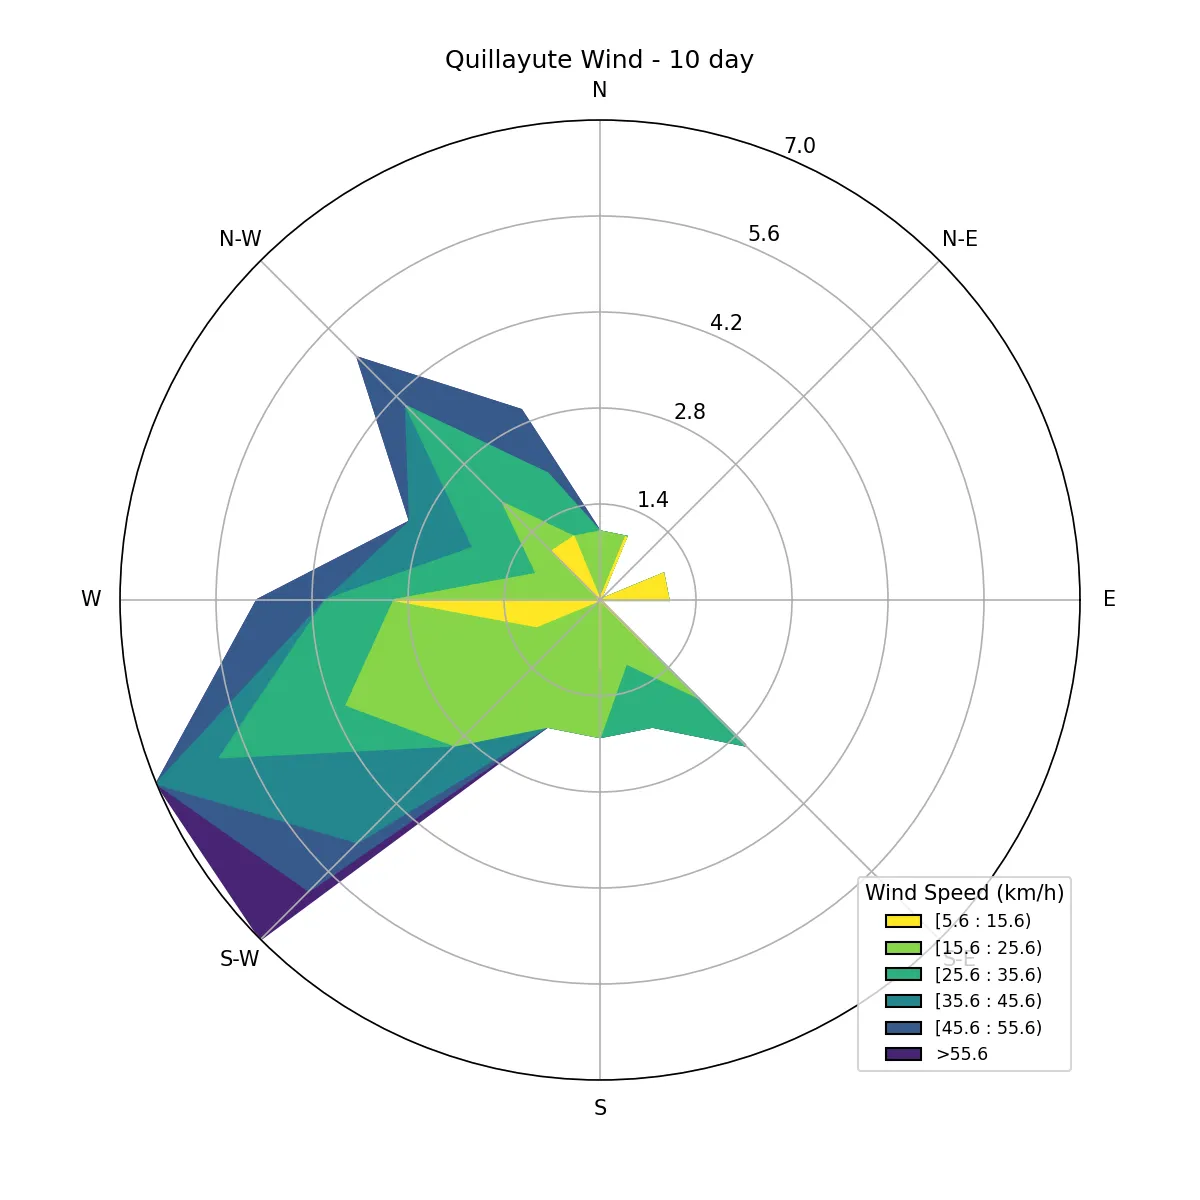 Quillayute Wind - 10 day
N
7.0
N-W
N-E
5.6
4.2
2.8
1.4
W
E
Wind Speed (km/h)
[5.6 : 15.6)
[15.6 : 25.6)
S-W
S-E
[25.6 : 35.6)
[35.6 : 45.6)
[45.6 : 55.6)
>55.6
S